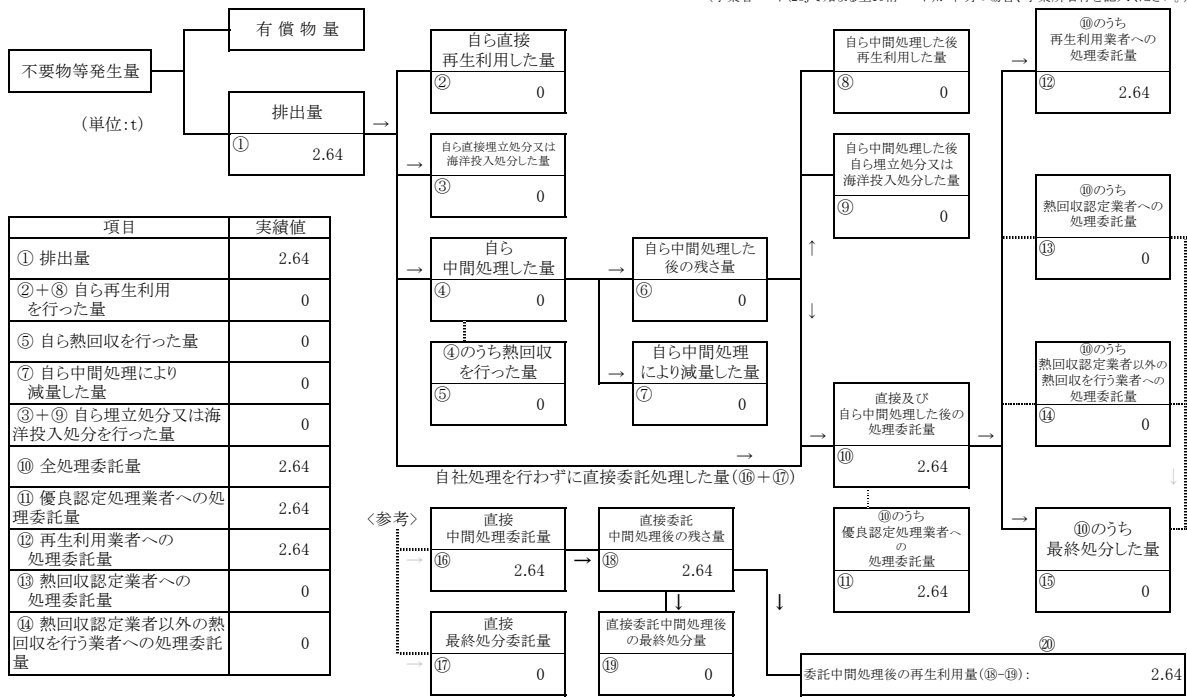 有 償 物 量
不要物等発生量
(単位:t)
排出量
①
2.64
→
自ら直接
再生利用した量
②
0
→
自ら直接埋立処分又は
海洋投入処分した量
③
0
→
自ら
中間処理した量
④
0
④のうち熱回収
を行った量
⑤
0
→
自ら中間処理した
後の残さ量
⑥
0
→
自ら中間処理
により減量した量
⑦
0
自ら中間処理した後
再生利用した量
⑧
0
自ら中間処理した後
自ら埋立処分又は
海洋投入処分した量
⑨
0
↑
↓
→
直接及び
自ら中間処理した後の
処理委託量
⑩
2.64
→
⑩のうち
優良認定処理業者へ
の
処理委託量
⑪
2.64
→
⑩のうち
再生利用業者への
処理委託量
⑫
2.64
⑩のうち
熱回収認定業者への
処理委託量
⑬
0
⑩のうち
熱回収認定業者以外の
熱回収を行う業者への
処理委託量
⑭
0
↓
→
⑩のうち
最終処分した量
⑮
0
→
自社処理を行わずに直接委託処理した量(⑯+⑰)
項目 実績値
① 排出量 2.64
②+⑧ 自ら再生利用
を行った量 0
⑤ 自ら熱回収を行った量 0
⑦ 自ら中間処理により
減量した量 0
③+⑨ 自ら埋立処分又は海
洋投入処分を行った量 0
⑩ 全処理委託量 2.64
⑪ 優良認定処理業者への処
理委託量 2.64
⑫ 再生利用業者への
処理委託量 2.64
⑬ 熱回収認定業者への
処理委託量 0
⑭ 熱回収認定業者以外の熱
回収を行う業者への処理委託
量 0
〈参考〉
→
直接
中間処理委託量
⑯
2.64
→
直接委託
中間処理後の残さ量
⑱
2.64
↓
↓
→
直接
最終処分委託量
⑰
0
直接委託中間処理後
の最終処分量
⑲
0
⑳
委託中間処理後の再生利用量(⑱-⑲): 2.64